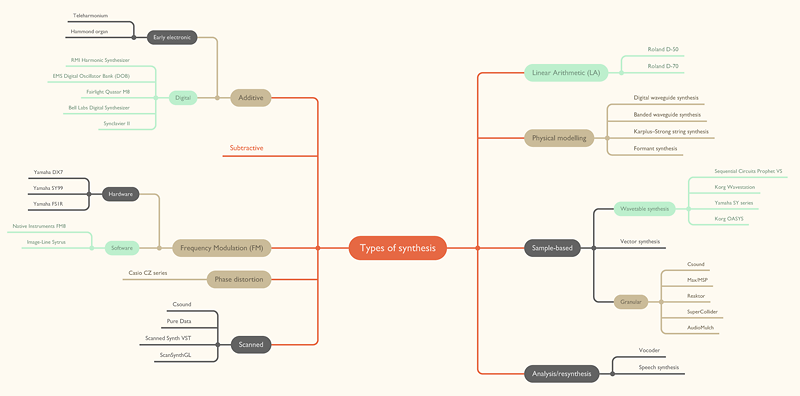 Types of synthesis
Additive
Early electronic
Teleharmonium
Hammond organ
Digital
RMI Harmonic Synthesizer
EMS Digital Oscillator Bank (DOB)
Fairlight Qasar M8
Bell Labs Digital Synthesizer
Synclavier II
Subtractive
Frequency Modulation (FM)
Hardware
Yamaha DX7
Yamaha SY99
Yamaha FS1R
Software
Native Instruments FM8
Image-Line Sytrus
Phase distortion
Casio CZ series
Scanned
Csound
Pure Data
Scanned Synth VST
ScanSynthGL
Linear Arithmetic (LA)
Roland D-50
Roland D-70
Physical modelling
Digital waveguide synthesis
Banded waveguide synthesis
Karplus-Strong string synthesis
Formant synthesis
Sample-based
Wavetable synthesis
Sequential Circuits Prophet VS
Korg Wavestation
Yamaha SY series
Korg OASYS
Vector synthesis
Granular
Csound
Max/MSP
Reaktor
SuperCollider
AudioMulch
Analysis/resynthesis
Vocoder
Speech synthesis